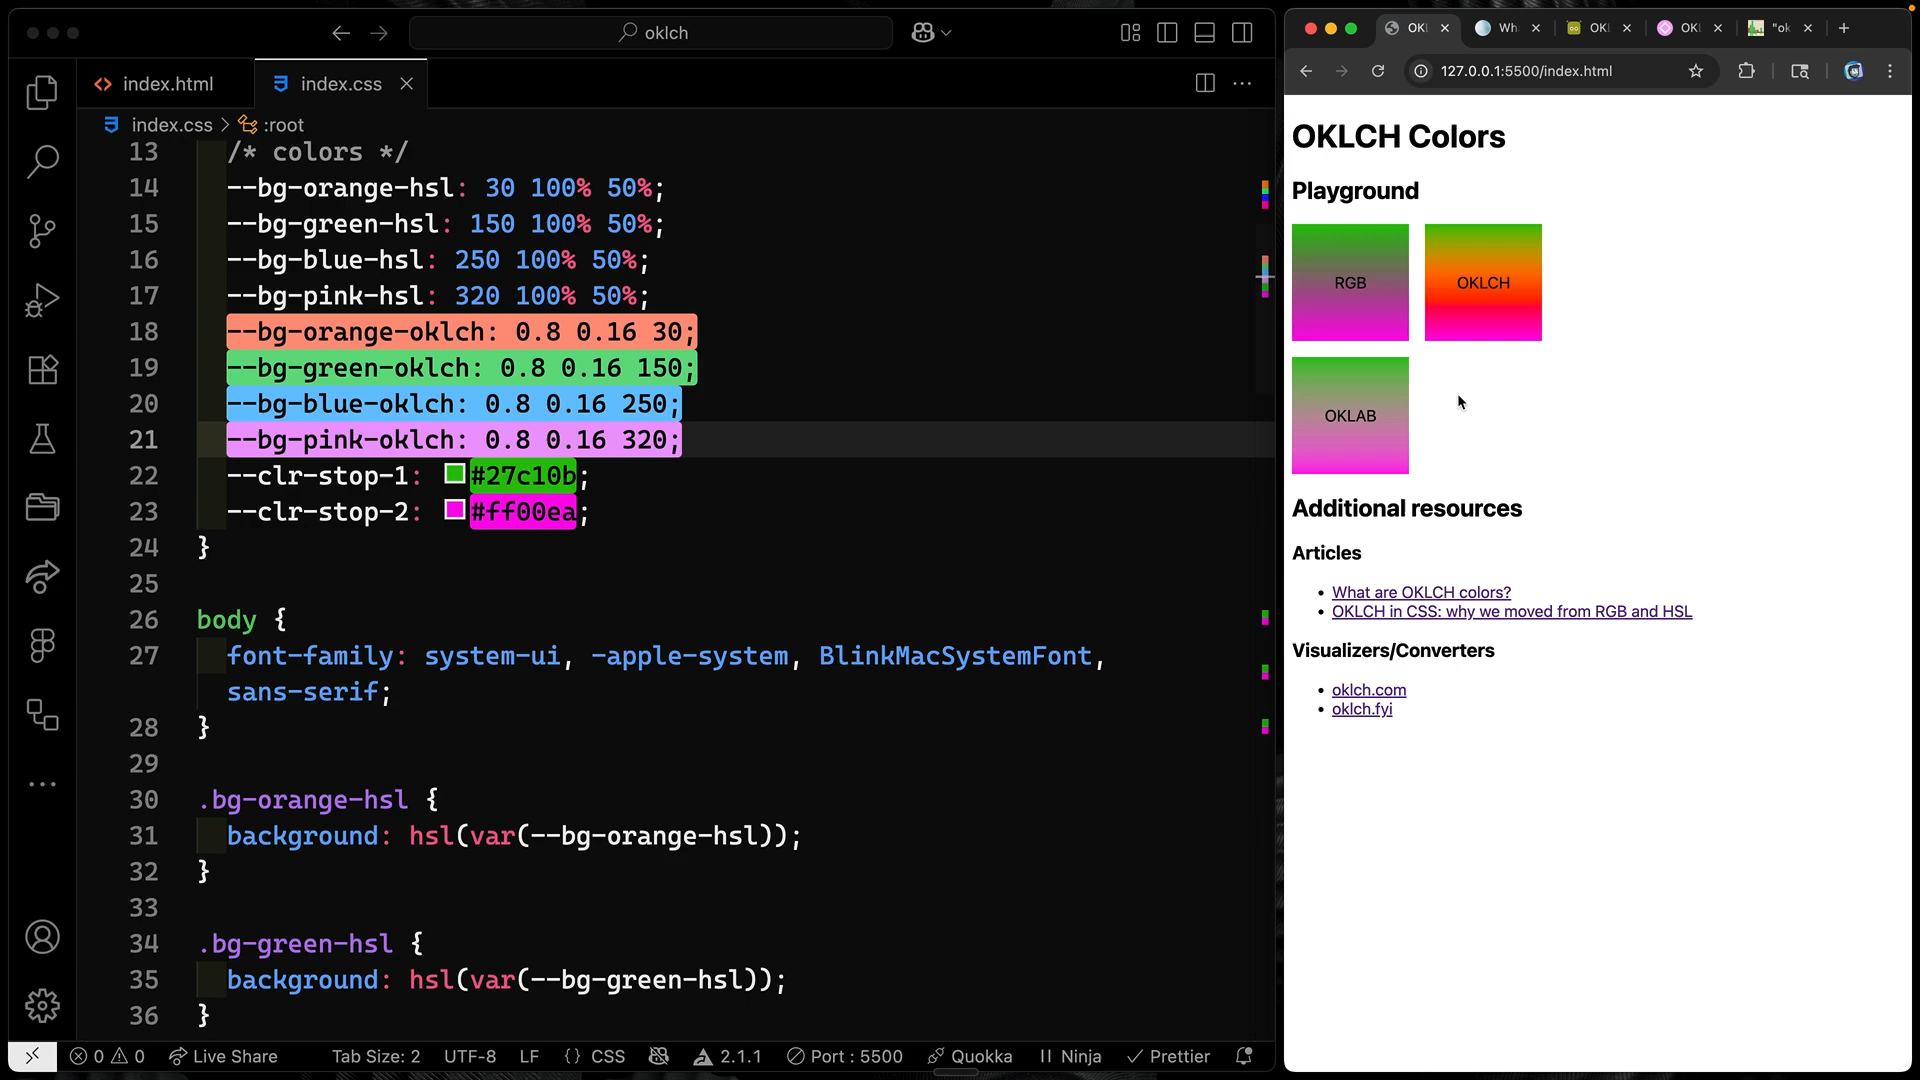 oklch
index.html
index.css
index.css > :root
13 /* colors */
14 --bg-orange-hsl: 30 100% 50%;
15 --bg-green-hsl: 150 100% 50%;
16 --bg-blue-hsl: 250 100% 50%;
17 --bg-pink-hsl: 320 100% 50%;
18 --bg-orange-oklch: 0.8 0.16 30;
19 --bg-green-oklch: 0.8 0.16 150;
20 --bg-blue-oklch: 0.8 0.16 250;
21 --bg-pink-oklch: 0.8 0.16 320;
22 --clr-stop-1: #27c10b;
23 --clr-stop-2: #ff00ea;
24 }
25
26 body {
27 font-family: system-ui, -apple-system, BlinkMacSystemFont,
sans-serif;
28 }
29
30 .bg-orange-hsl {
31 background: hsl(var(--bg-orange-hsl));
32 }
33
34 .bg-green-hsl {
35 background: hsl(var(--bg-green-hsl));
36 }
0 0 Live Share Tab Size: 2 UTF-8 LF {} CSS 2.1.1 Port : 5500 Quokka Ninja Prettier
OKL Wh OKL OKL "ok
127.0.0.1:5500/index.html
OKLCH Colors
Playground
RGB
OKLCH
OKLAB
Additional resources
Articles
• What are OKLCH colors?
• OKLCH in CSS: why we moved from RGB and HSL
Visualizers/Converters
• oklch.com
• oklch.fyi